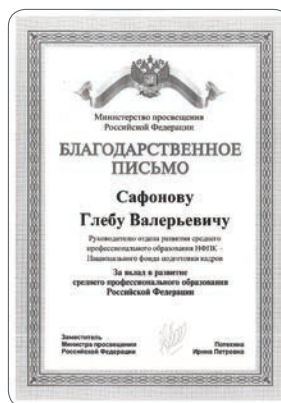 Министерство просвещения
Российской Федерации
БЛАГОДАРСТВЕННОЕ
ПИСЬМО
Сафонову
Глебу Валерьевичу
Руководителю отдела развития среднего
профессионального образования НФПК –
Национального фонда подготовки кадров
За вклад в развитие
среднего профессионального образования
Российской Федерации
Заместитель
Министра просвещения
Российской Федерации
Потехина
Ирина Петровна